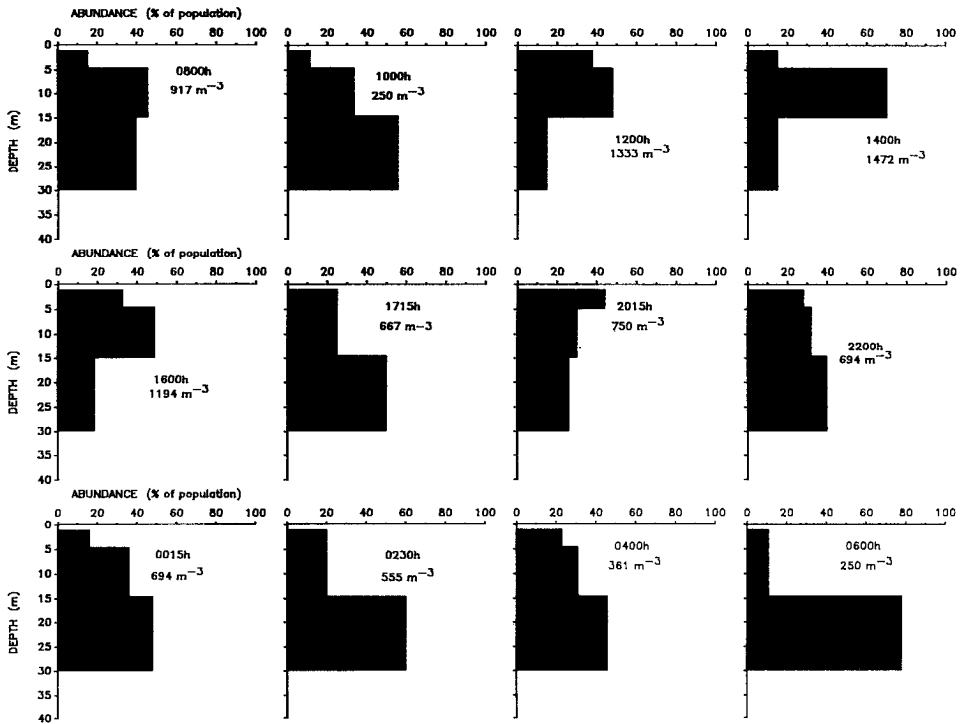 ABUNDANCE (% of population)
0 20 40 60 80 100 0 20 40 60 80 100 0 20 40 60 80 100 0 20 40 60 80 100
DEPTH (m)
0
5
10
15
20
25
30
35
40
0800h
917 m⁻³
1000h
250 m⁻³
1200h
1333 m⁻³
1400h
1472 m⁻³
ABUNDANCE (% of population)
0 20 40 60 80 100 0 20 40 60 80 100 0 20 40 60 80 100 0 20 40 60 80 100
DEPTH (m)
0
5
10
15
20
25
30
35
40
1600h
1194 m⁻³
1715h
667 m-3
2015h
750 m⁻³
2200h
694 m⁻³
ABUNDANCE (% of population)
0 20 40 60 80 100 0 20 40 60 80 100 0 20 40 60 80 100 0 20 40 60 80 100
DEPTH (m)
0
5
10
15
20
25
30
35
40
0015h
694 m⁻³
0230h
555 m⁻³
0400h
361 m⁻³
0600h
250 m⁻³